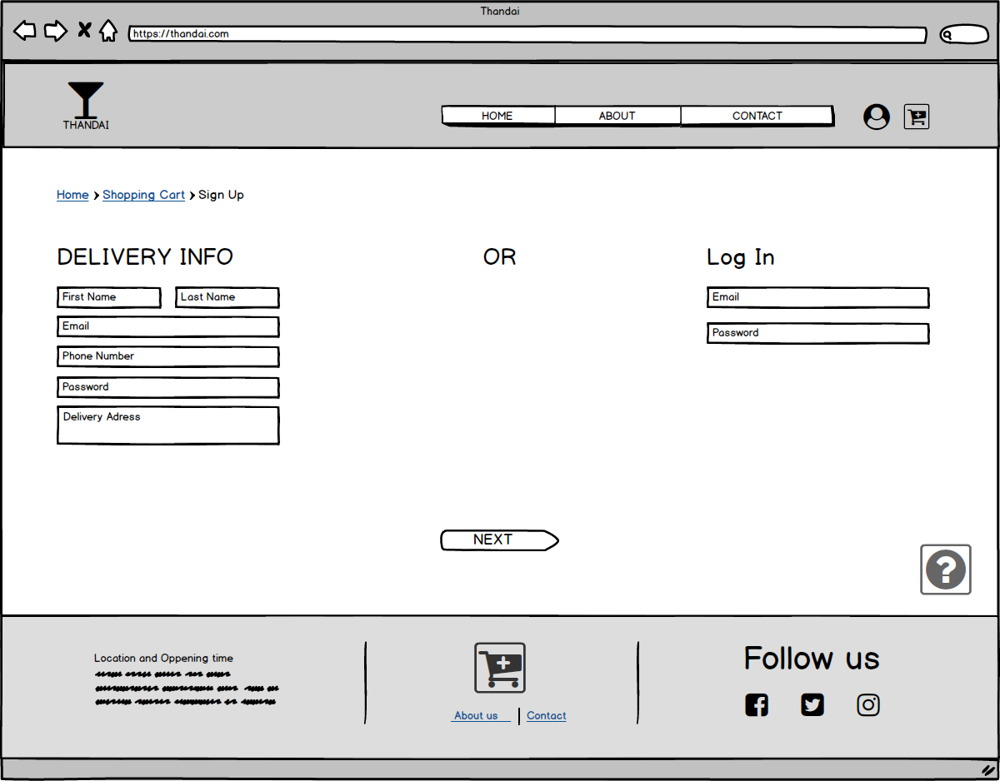 Thandai
https://thandai.com
THANDAI
HOME ABOUT CONTACT
Home > Shopping Cart > Sign Up
DELIVERY INFO OR Log In
First Name Last Name Email
Email Password
Phone Number
Password
Delivery Adress
NEXT
?
Location and Oppening time
About us | Contact
Follow us